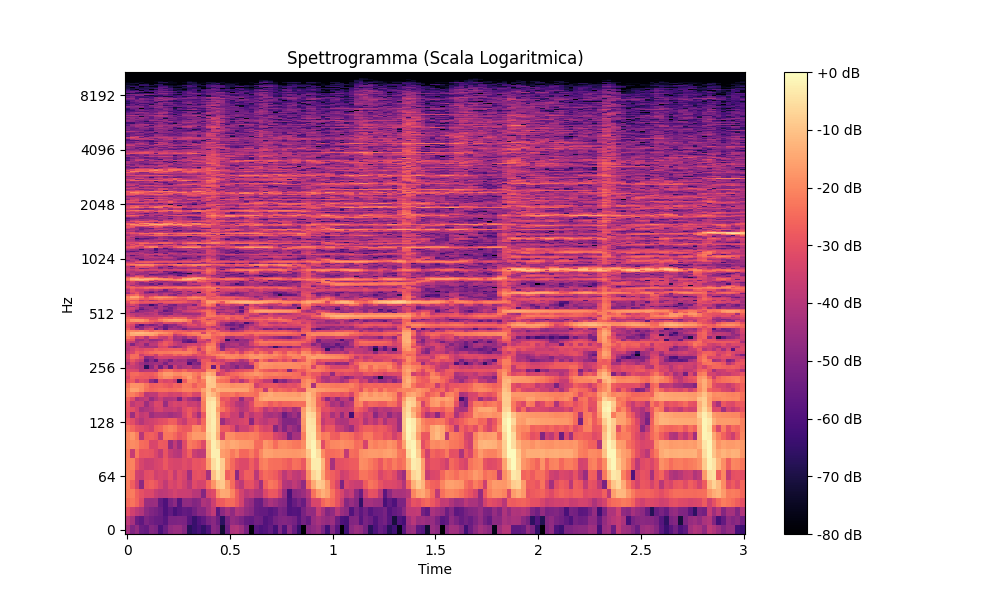 Spettrogramma (Scala Logaritmica)
Hz
8192
4096
2048
1024
512
256
128
64
0
0
0.5
1
1.5
2
2.5
3
Time
+0 dB
-10 dB
-20 dB
-30 dB
-40 dB
-50 dB
-60 dB
-70 dB
-80 dB